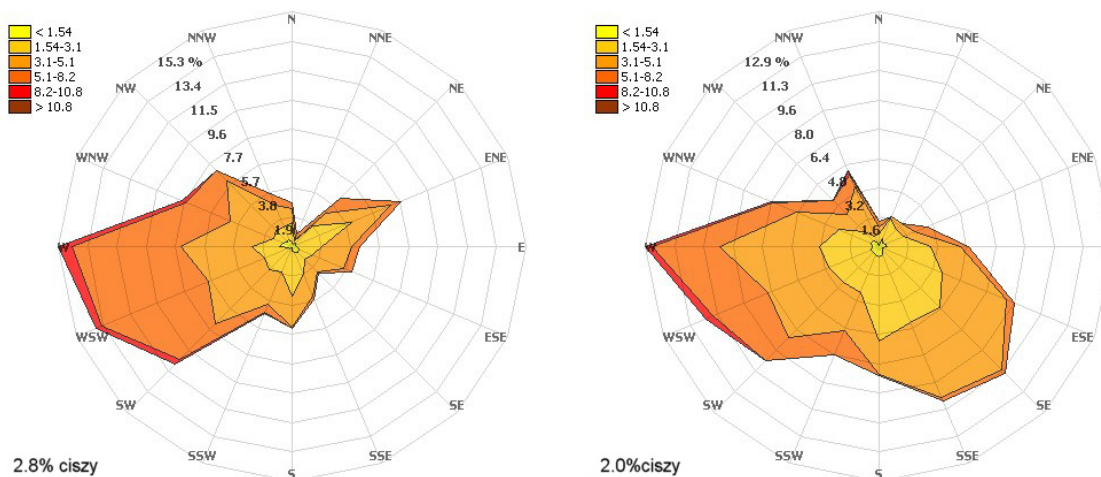 N
NNE
NE
ENE
E
ESE
SE
SSE
S
SSW
SW
WSW
W
WNW
NW
NNW
< 1.54
1.54-3.1
3.1-5.1
5.1-8.2
8.2-10.8
> 10.8
15.3 %
13.4
11.5
9.6
7.7
5.7
3.8
1.9
2.8% ciszy
N
NNE
NE
ENE
E
ESE
SE
SSE
S
SSW
SW
WSW
W
WNW
NW
NNW
< 1.54
1.54-3.1
3.1-5.1
5.1-8.2
8.2-10.8
> 10.8
12.9 %
11.3
9.6
8.0
6.4
4.8
3.2
1.6
2.0%ciszy